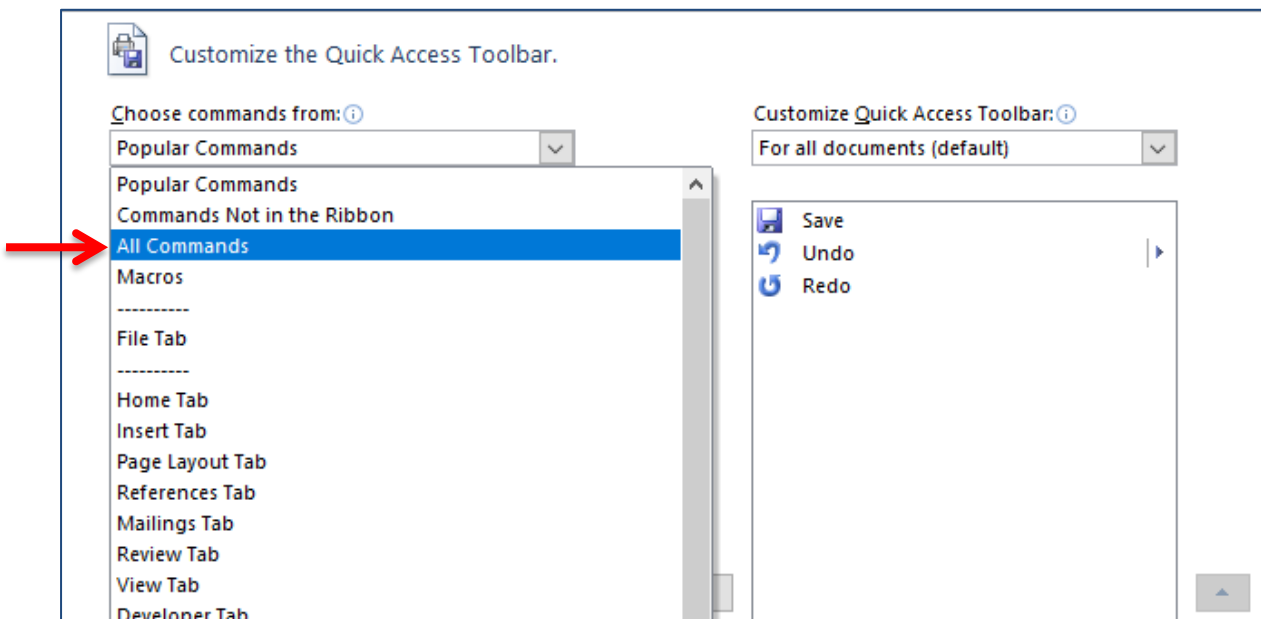 Customize the Quick Access Toolbar.
Choose commands from:
Customize Quick Access Toolbar:
Popular Commands
For all documents (default)
Popular Commands
Commands Not in the Ribbon
All Commands
Macros
----------
File Tab
----------
Home Tab
Insert Tab
Page Layout Tab
References Tab
Mailings Tab
Review Tab
View Tab
Developer Tab
Save
Undo
Redo